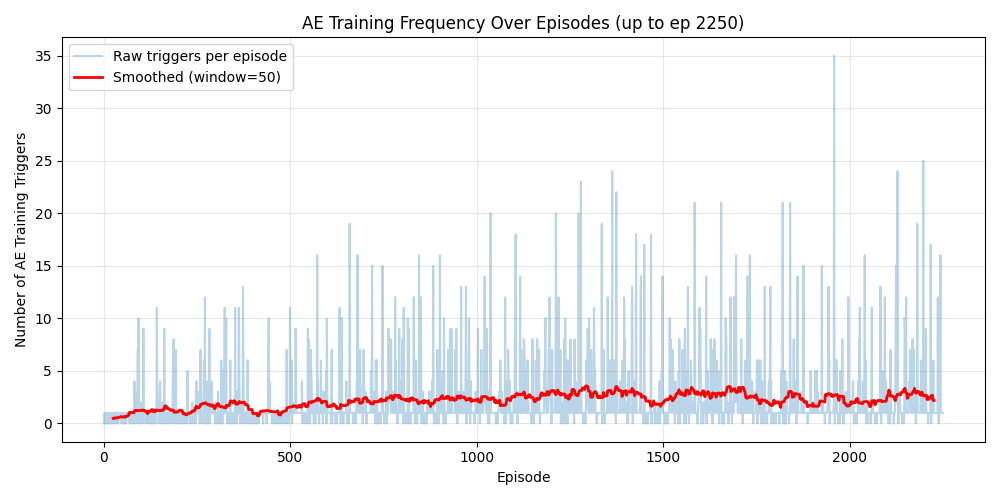 AE Training Frequency Over Episodes (up to ep 2250)
Raw triggers per episode
Smoothed (window=50)
Number of AE Training Triggers
35
30
25
20
15
10
5
0
0 500 1000 1500 2000
Episode